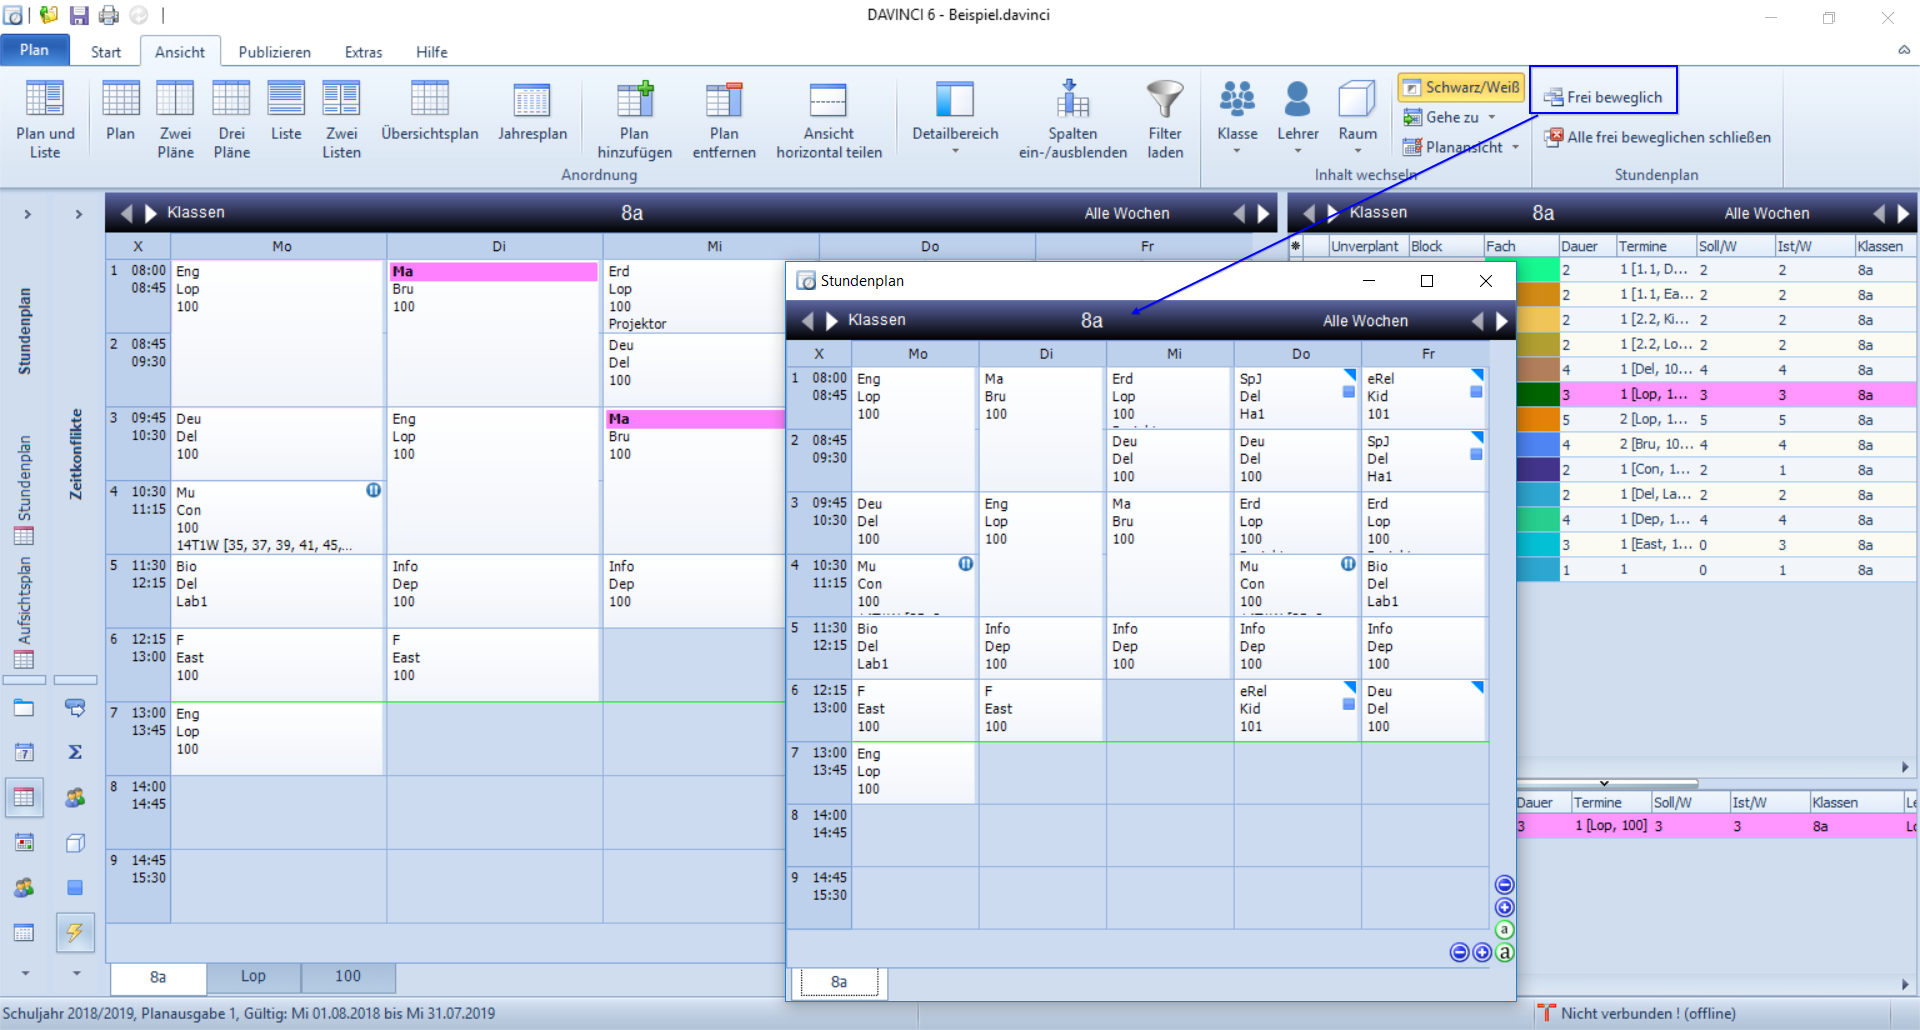 DAVINCI 6 - Beispiel.davinci
Plan Start Ansicht Publizieren Extras Hilfe
Plan und Liste
Plan
Zwei Pläne
Drei Pläne
Liste
Zwei Listen
Übersichtsplan
Jahresplan
Plan hinzufügen
Plan entfernen
Ansicht horizontal teilen
Anordnung
Detailbereich
Spalten ein-/ausblenden
Filter laden
Klasse
Lehrer
Raum
Schwarz/Weiß
Gehe zu
Planansicht
Inhalt wechseln
Frei beweglich
Alle frei beweglichen schließen
Stundenplan
Stundenplan
Stundenplan
Aufsichtsplan
Zeitkonflikte
7
Klassen 8a Alle Wochen
X Mo Di Mi Do Fr
1 08:00 08:45
Eng Lop 100
Ma Bru 100
Erd Lop 100 Projektor
2 08:45 09:30
Deu Del 100
3 09:45 10:30
Deu Del 100
Eng Lop 100
Ma Bru 100
4 10:30 11:15
Mu Con 100 14T1W [35, 37, 39, 41, 45,...
5 11:30 12:15
Bio Del Lab1
Info Dep 100
Info Dep 100
6 12:15 13:00
F East 100
F East 100
7 13:00 13:45
Eng Lop 100
8 14:00 14:45
9 14:45 15:30
8a Lop 100
Stundenplan
Klassen 8a Alle Wochen
X Mo Di Mi Do Fr
1 08:00 08:45
Eng Lop 100
Ma Bru 100
Erd Lop 100
SpJ Del Ha1
eRel Kid 101
2 08:45 09:30
Deu Del 100
Deu Del 100
SpJ Del Ha1
3 09:45 10:30
Deu Del 100
Eng Lop 100
Ma Bru 100
Erd Lop 100
Erd Lop 100
4 10:30 11:15
Mu Con 100
Mu Con 100
Bio Del Lab1
5 11:30 12:15
Bio Del Lab1
Info Dep 100
Info Dep 100
Info Dep 100
Info Dep 100
6 12:15 13:00
F East 100
F East 100
eRel Kid 101
Deu Del 100
7 13:00 13:45
Eng Lop 100
8 14:00 14:45
9 14:45 15:30
a
a
8a
Klassen 8a Alle Wochen
Unverplant Block Fach Dauer Termine Soll/W Ist/W Klassen
2 1 [1.1, D... 2 2 8a
2 1 [1.1, Ea... 2 2 8a
2 1 [2.2, Ki... 2 2 8a
2 1 [2.2, Lo... 2 2 8a
4 1 [Del, 10... 4 4 8a
3 1 [Lop, 1... 3 3 8a
5 2 [Lop, 1... 5 5 8a
4 2 [Bru, 10... 4 4 8a
2 1 [Con, 1... 2 1 8a
2 1 [Del, La... 2 2 8a
4 1 [Dep, 1... 4 4 8a
3 1 [East, 1... 0 3 8a
1 1 0 1 8a
Dauer Termine Soll/W Ist/W Klassen
3 1 [Lop, 100] 3 3 8a
Schuljahr 2018/2019, Planausgabe 1, Gültig: Mi 01.08.2018 bis Mi 31.07.2019
Nicht verbunden ! (offline)